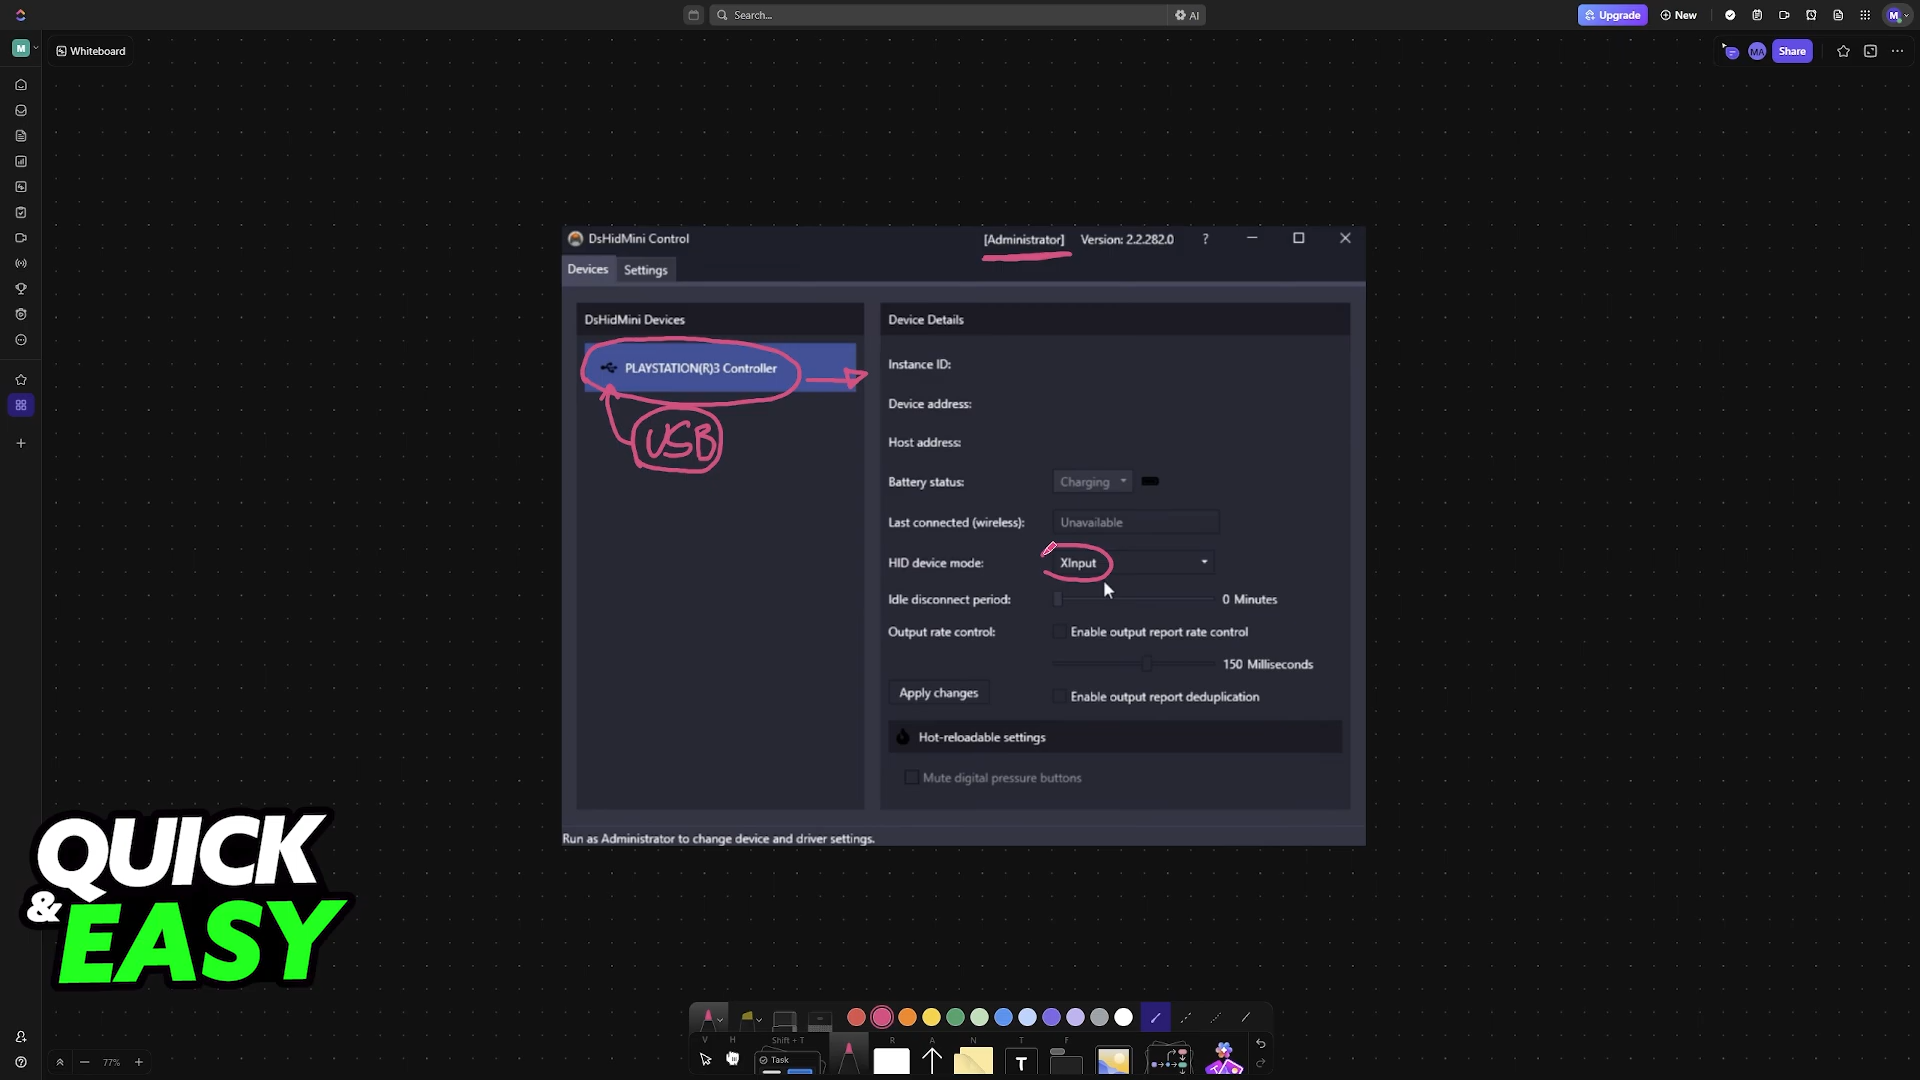 Search...
AI
Upgrade
New
M
M
Whiteboard
MA
Share
DsHidMini Control
[Administrator]
Version: 2.2.282.0
?
Devices
Settings
DsHidMini Devices
Device Details
PLAYSTATION(R)3 Controller
USB
Instance ID:
Device address:
Host address:
Battery status:
Charging
Last connected (wireless):
Unavailable
HID device mode:
XInput
Idle disconnect period:
0 Minutes
Output rate control:
Enable output report rate control
150 Milliseconds
Apply changes
Enable output report deduplication
Hot-reloadable settings
Mute digital pressure buttons
Run as Administrator to change device and driver settings.
QUICK
& EASY
V
H
Shift + T
R
A
N
T
F
Task
T
77%